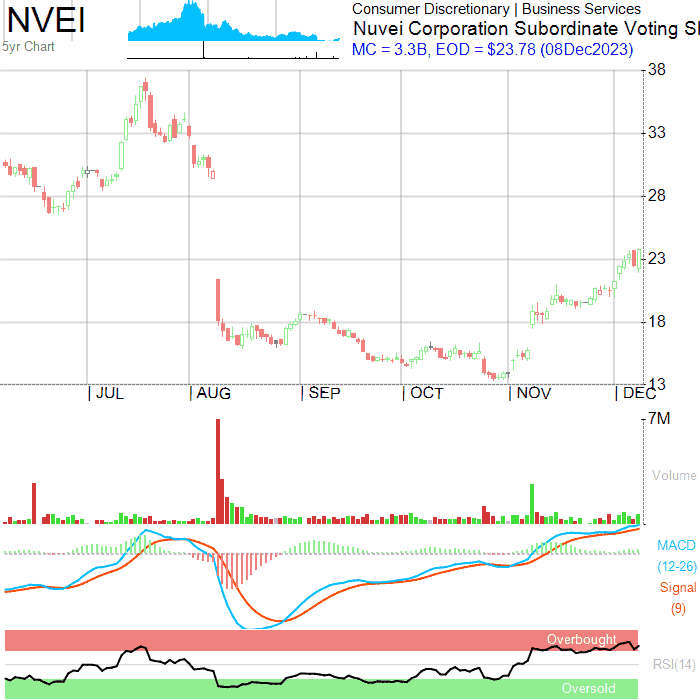 NVEI
5yr Chart
Consumer Discretionary | Business Services
Nuvei Corporation Subordinate Voting Sl
MC = 3.3B, EOD = $23.78 (08Dec2023)
38
33
28
23
18
13
JUL
AUG
SEP
OCT
NOV
DEC
7M
Volume
MACD
(12-26)
Signal
(9)
Overbought
RSI(14)
Oversold